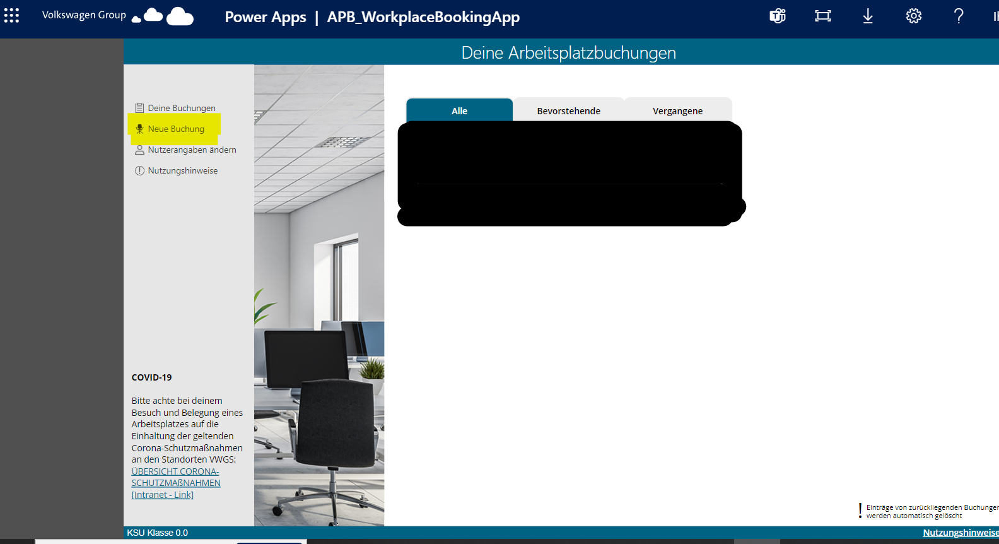 Volkswagen Group
Power Apps | APB_WorkplaceBookingApp
Deine Arbeitsplatzbuchungen
Deine Buchungen
Neue Buchung
Nutzerangaben ändern
Nutzungshinweise
Alle
Bevorstehende
Vergangene
COVID-19
Bitte achte bei deinem
Besuch und Belegung eines
Arbeitsplatzes auf die
Einhaltung der geltenden
Corona-Schutzmaßnahmen
an den Standorten VWGS:
ÜBERSICHT CORONA-
SCHUTZMAßNAHMEN
[Intranet - Link]
! Einträge von zurückliegenden Buchungen
werden automatisch gelöscht
KSU Klasse 0.0
Nutzungshinweise